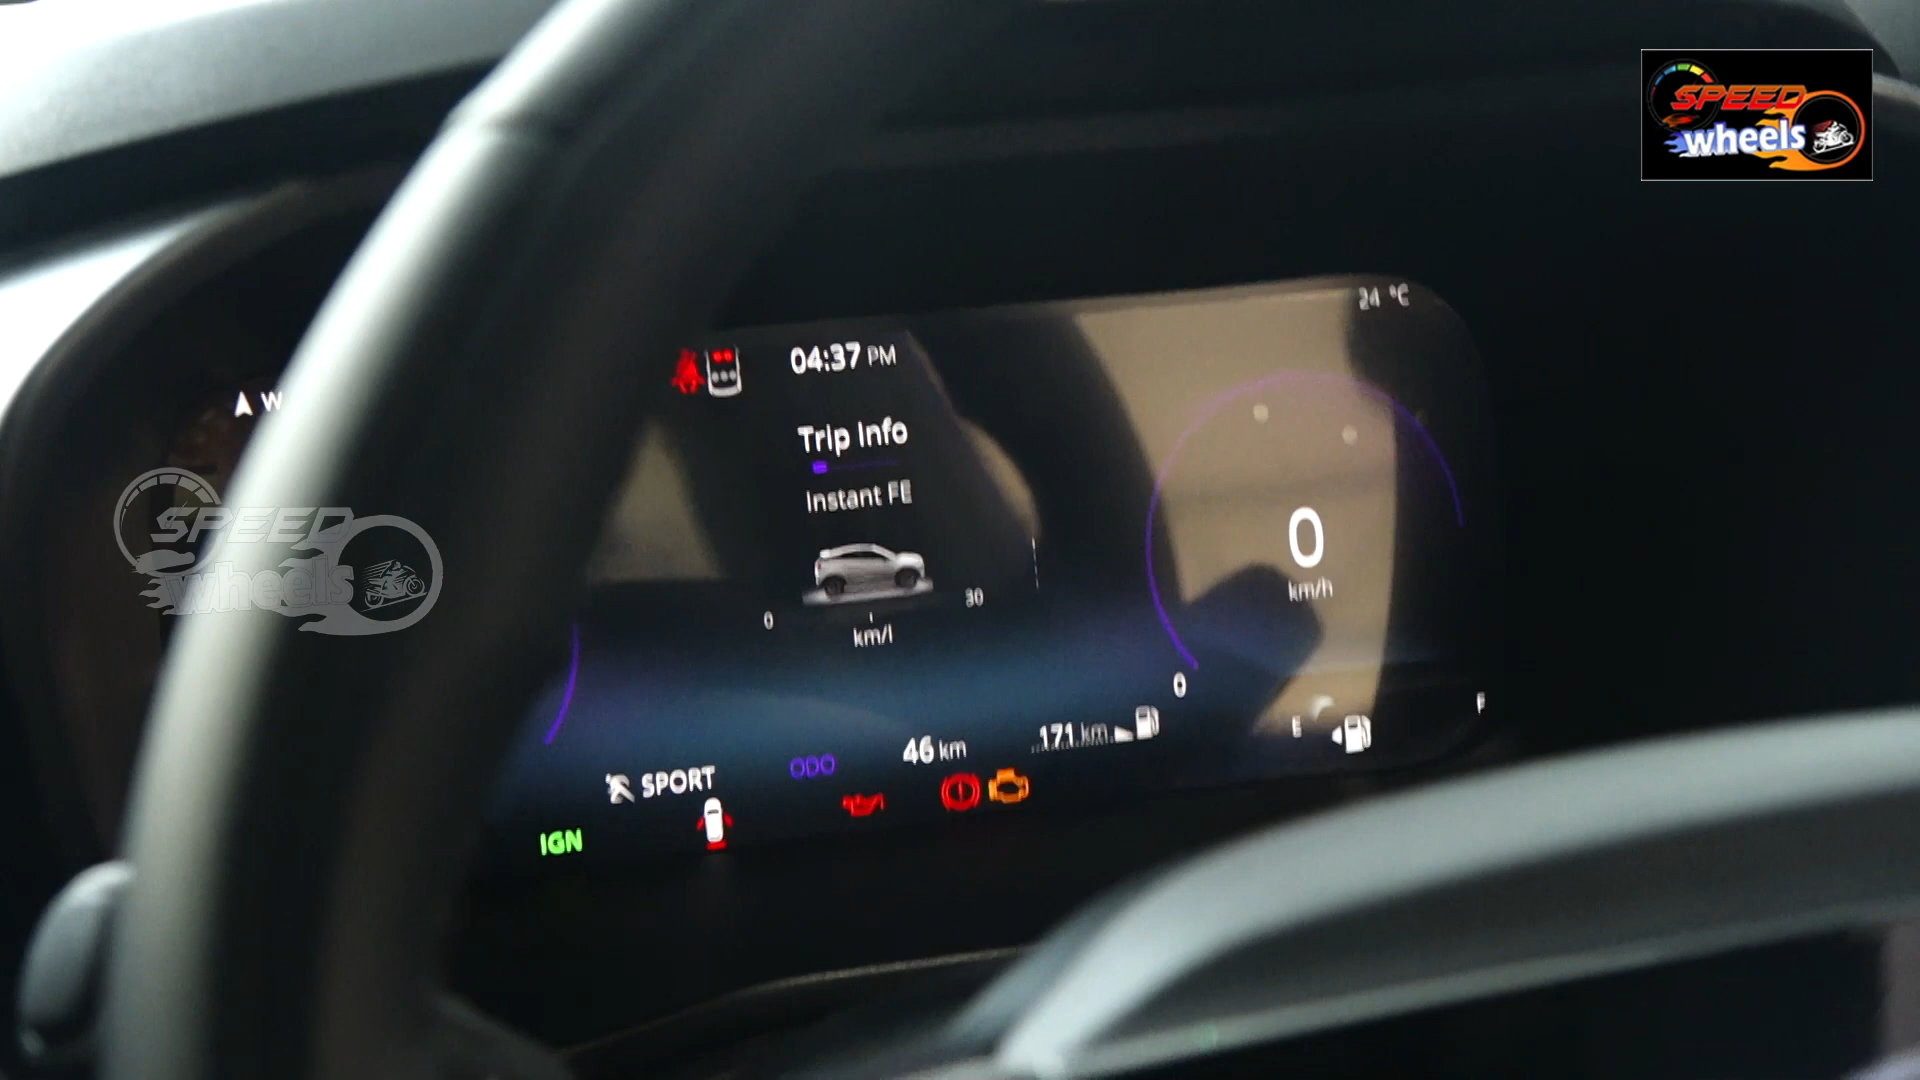 SPEED
wheels
24 °C
04:37 PM
W
Trip Info
Instant FE
SPEED
wheels
0
km/h
0
30
km/l
0
171 km
E
F
46 km
ODO
SPORT
IGN